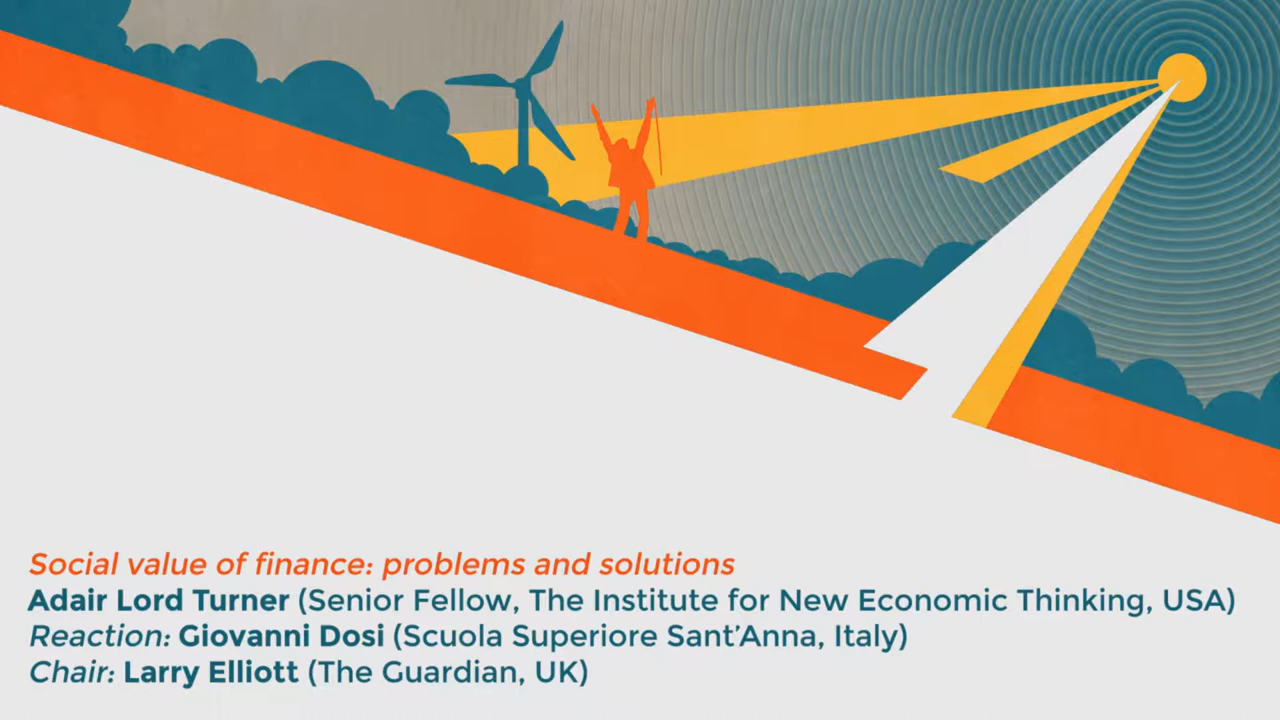 Social value of finance: problems and solutions
Adair Lord Turner (Senior Fellow, The Institute for New Economic Thinking, USA)
Reaction: Giovanni Dosi (Scuola Superiore Sant’Anna, Italy)
Chair: Larry Elliott (The Guardian, UK)